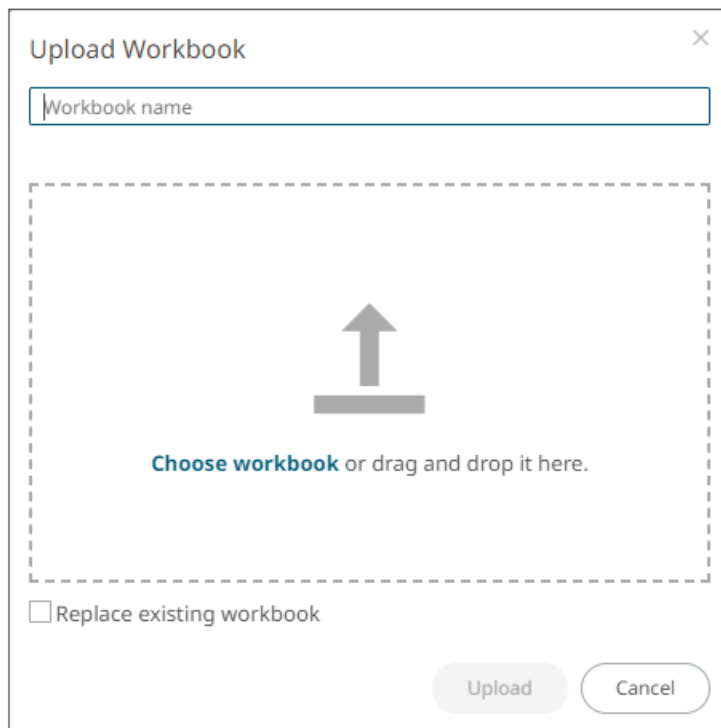 Upload Workbook
Workbook name
Choose workbook or drag and drop it here.
Replace existing workbook
Upload
Cancel